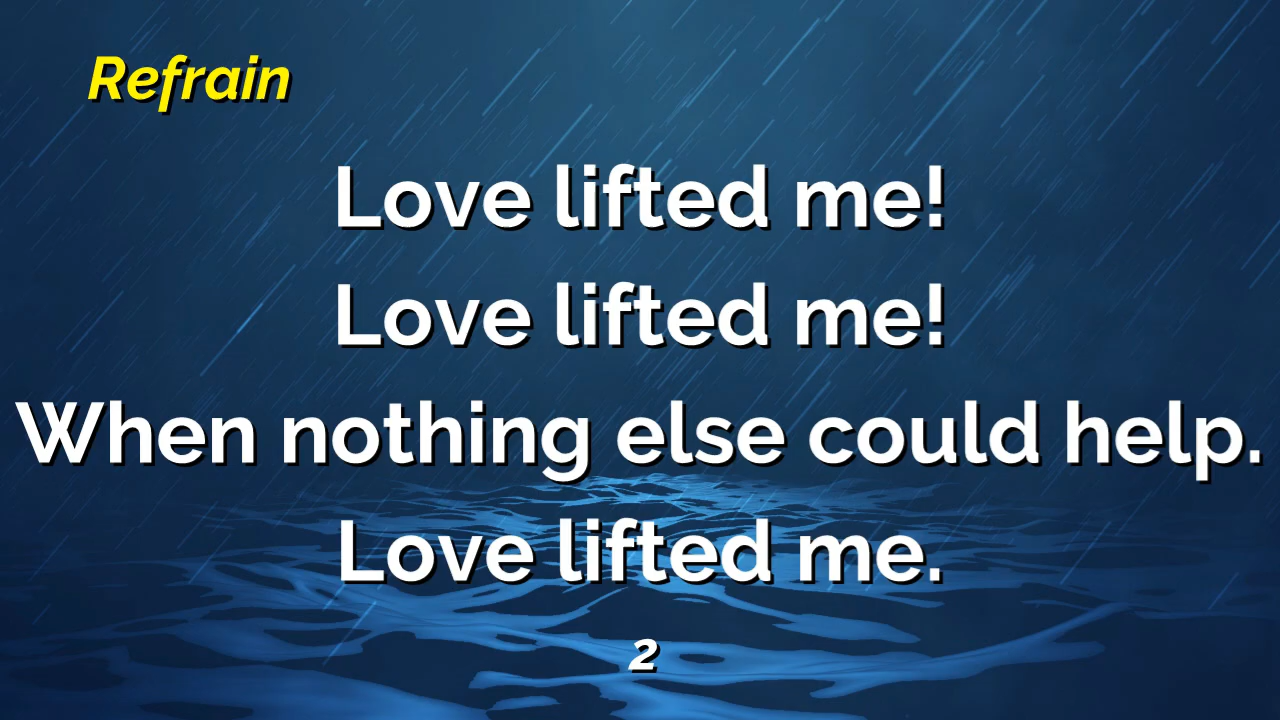 Refrain
Love lifted me!
Love lifted me!
When nothing else could help.
Love lifted me.
2